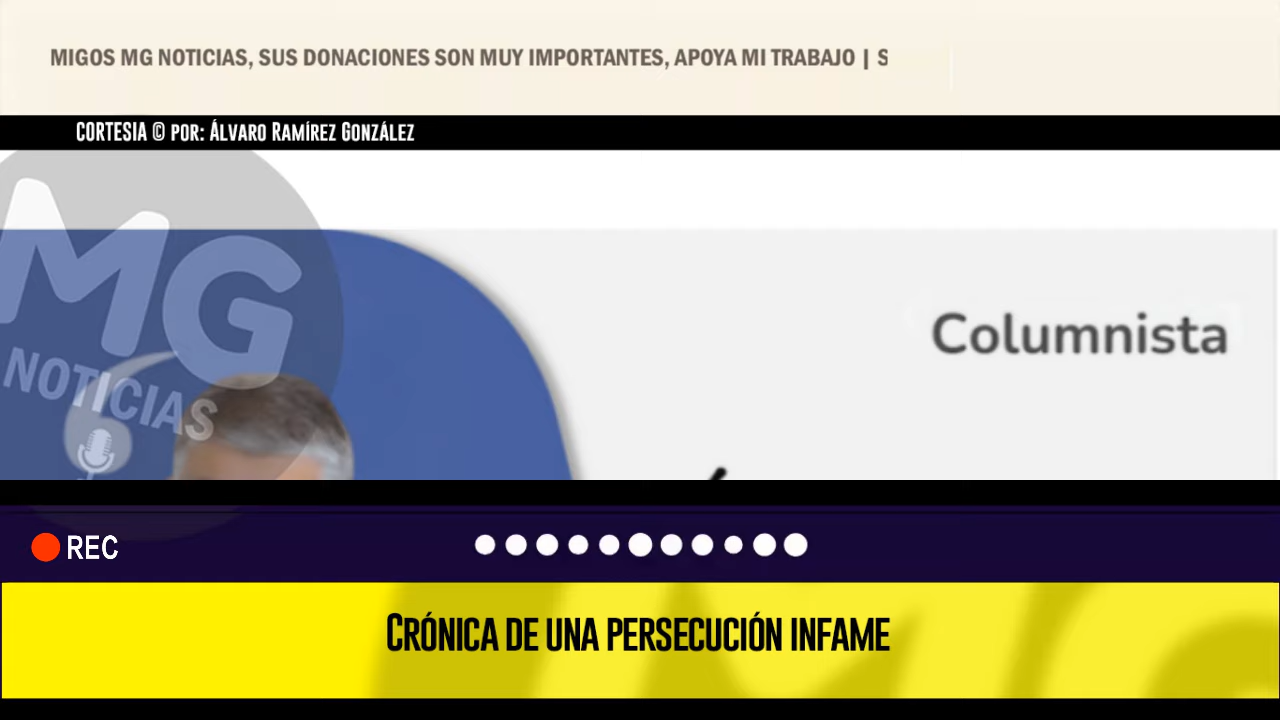 MIGOS MG NOTICIAS, SUS DONACIONES SON MUY IMPORTANTES, APOYA MI TRABAJO | S
CORTESIA © POR: ÁLVARO RAMÍREZ GONZÁLEZ
MG
NOTICIAS
Columnista
REC
CRÓNICA DE UNA PERSECUCIÓN INFAME